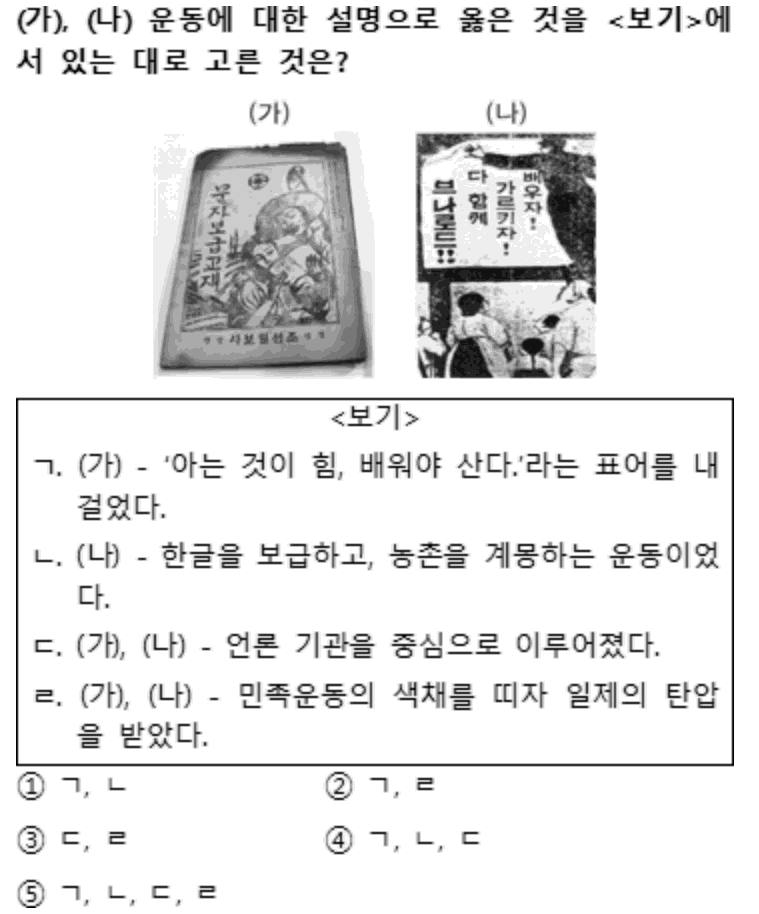 (가), (나) 운동에 대한 설명으로 옳은 것을 <보기>에
서 있는 대로 고른 것은?
(가) (나)
문자보급교재
조선일보사
배우자!
가르키자!
다 함께
브나로드!!
<보기>
ㄱ. (가) - '아는 것이 힘, 배워야 산다.'라는 표어를 내
걸었다.
ㄴ. (나) - 한글을 보급하고, 농촌을 계몽하는 운동이었
다.
ㄷ. (가), (나) - 언론 기관을 중심으로 이루어졌다.
ㄹ. (가), (나) - 민족운동의 색채를 띠자 일제의 탄압
을 받았다.
① ㄱ, ㄴ ② ㄱ, ㄹ
③ ㄷ, ㄹ ④ ㄱ, ㄴ, ㄷ
⑤ ㄱ, ㄴ, ㄷ, ㄹ